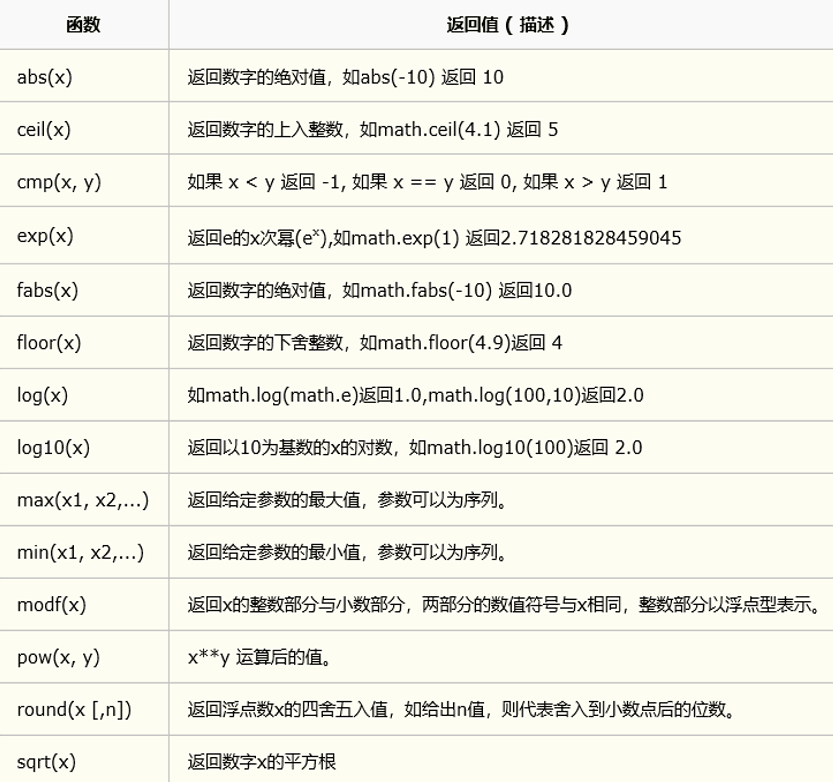 函数 返回值 ( 描述 )
abs(x) 返回数字的绝对值，如abs(-10) 返回 10
ceil(x) 返回数字的上入整数，如math.ceil(4.1) 返回 5
cmp(x, y) 如果 x < y 返回 -1, 如果 x == y 返回 0, 如果 x > y 返回 1
exp(x) 返回e的x次幂(eˣ),如math.exp(1) 返回2.718281828459045
fabs(x) 返回数字的绝对值，如math.fabs(-10) 返回10.0
floor(x) 返回数字的下舍整数，如math.floor(4.9)返回 4
log(x) 如math.log(math.e)返回1.0,math.log(100,10)返回2.0
log10(x) 返回以10为基数的x的对数，如math.log10(100)返回 2.0
max(x1, x2,...) 返回给定参数的最大值，参数可以为序列。
min(x1, x2,...) 返回给定参数的最小值，参数可以为序列。
modf(x) 返回x的整数部分与小数部分，两部分的数值符号与x相同，整数部分以浮点型表示。
pow(x, y) x**y 运算后的值。
round(x [,n]) 返回浮点数x的四舍五入值，如给出n值，则代表舍入到小数点后的位数。
sqrt(x) 返回数字x的平方根